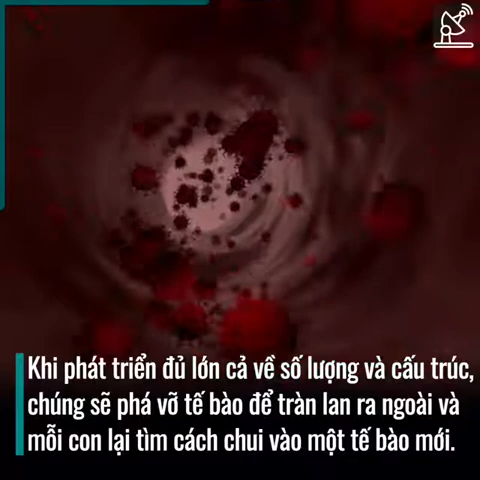 Khi phát triển đủ lớn cả về số lượng và cấu trúc,
chúng sẽ phá vỡ tế bào để tràn lan ra ngoài và
mỗi con lại tìm cách chui vào một tế bào mới.